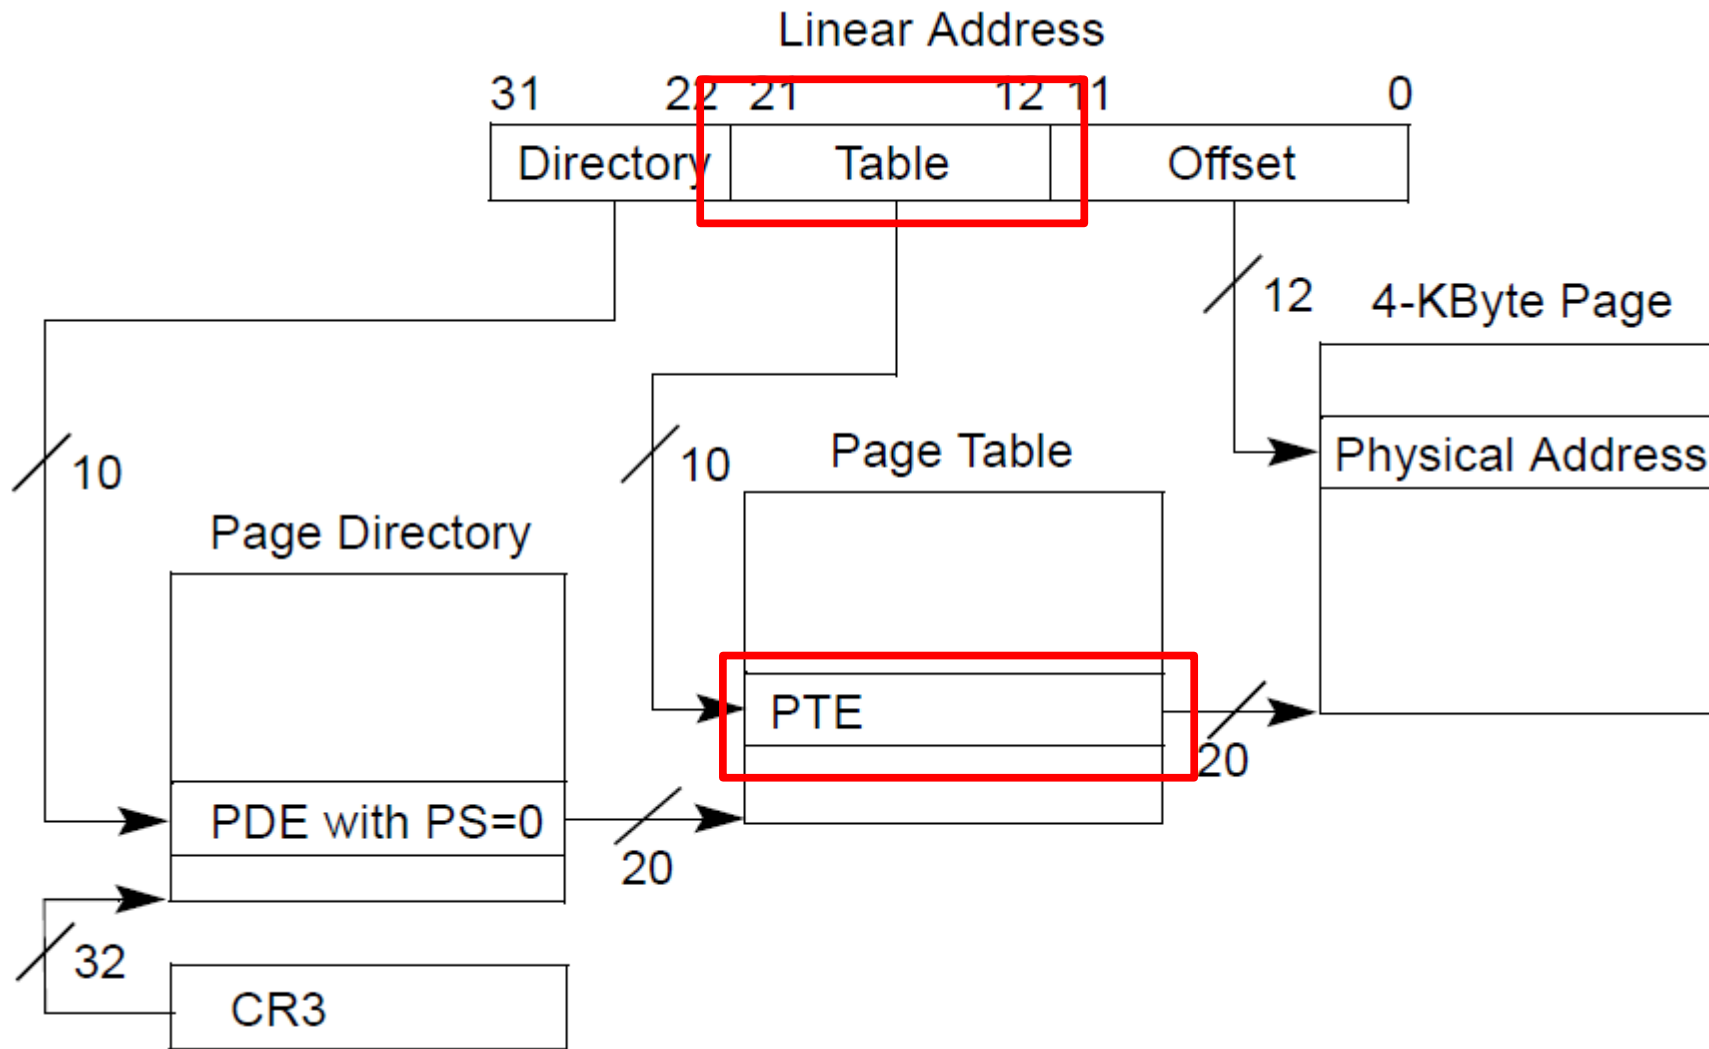 Linear Address
31 22 21 12 11 0
Directory Table Offset
12
4-KByte Page
10
10
Page Table
Physical Address
Page Directory
PTE
20
PDE with PS=0
20
32
CR3